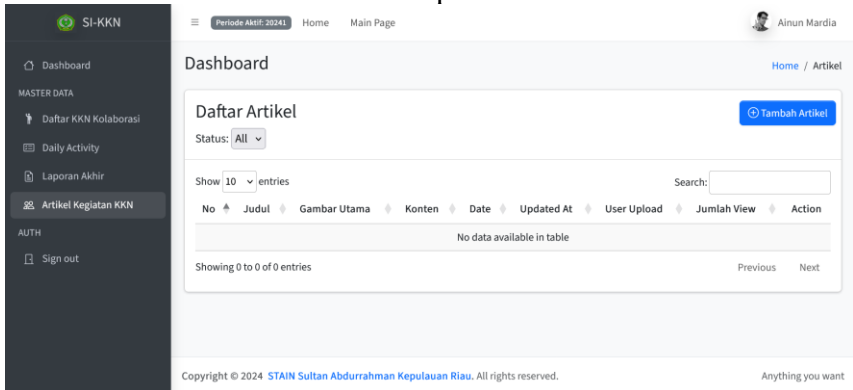 SI-KKN
Periode Aktif: 20241 Home Main Page
Ainun Mardia
Dashboard
MASTER DATA
Daftar KKN Kolaborasi
Daily Activity
Laporan Akhir
Artikel Kegiatan KKN
AUTH
Sign out
Dashboard
Home / Artikel
Daftar Artikel
Tambah Artikel
Status: All
Show 10 entries
Search:
No Judul Gambar Utama Konten Date Updated At User Upload Jumlah View Action
No data available in table
Showing 0 to 0 of 0 entries
Previous Next
Copyright © 2024 STAIN Sultan Abdurrahman Kepulauan Riau. All rights reserved.
Anything you want